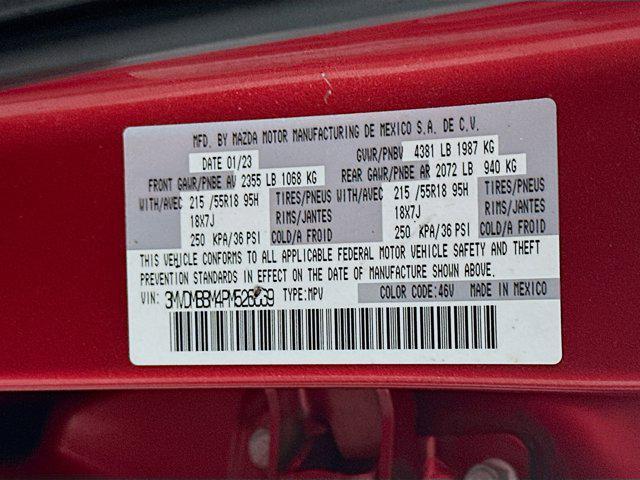 MFD. BY MAZDA MOTOR MANUFACTURING DE MEXICO S.A. DE C.V.
DATE 01/23 GVWR/PNBV 4381 LB 1987 KG
FRONT GAWR/PNBE AV 2355 LB 1068 KG REAR GAWR/PNBE AR 2072 LB 940 KG
WITH/AVEC 215 /55R18 95H TIRES/PNEUS WITH/AVEC 215 /55R18 95H TIRES/PNEUS
18X7J RIMS/JANTES 18X7J RIMS/JANTES
250 KPA/36 PSI COLD/A FROID 250 KPA/36 PSI COLD/A FROID
THIS VEHICLE CONFORMS TO ALL APPLICABLE FEDERAL MOTOR VEHICLE SAFETY AND THEFT
PREVENTION STANDARDS IN EFFECT ON THE DATE OF MANUFACTURE SHOWN ABOVE.
VIN: TYPE:MPV COLOR CODE:46V MADE IN MEXICO